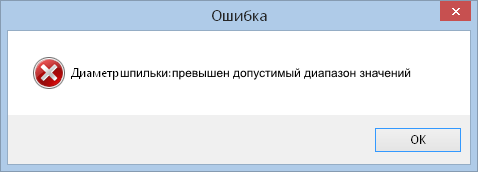 Ошибка
Диаметр шпильки: превышен допустимый диапазон значений
OK